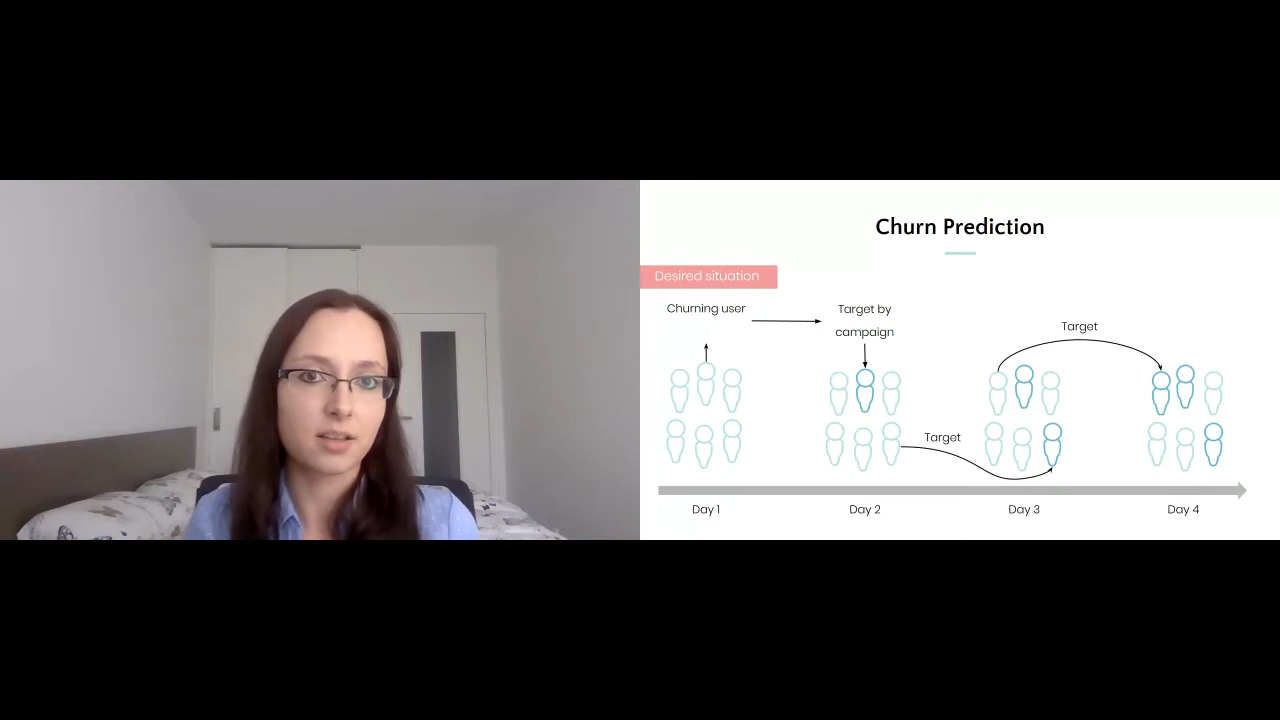 Churn Prediction
Desired situation
Churning user
Target by
campaign
Target
Target
Day 1
Day 2
Day 3
Day 4